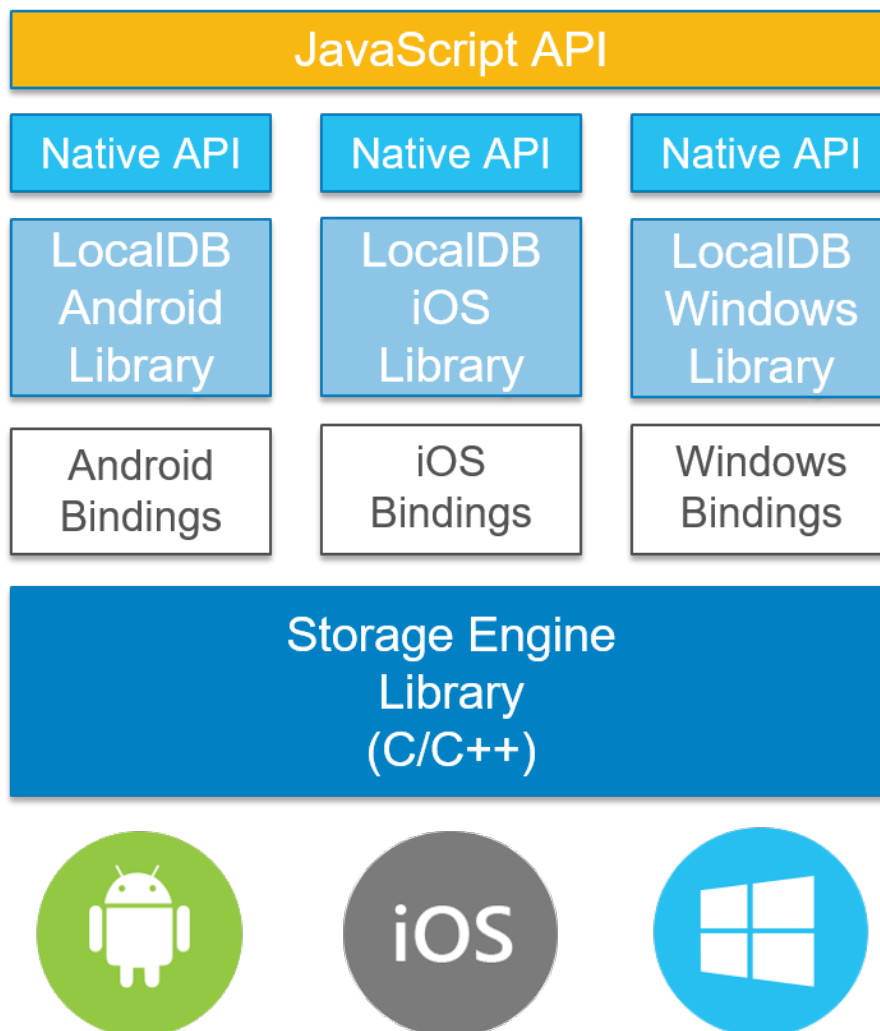 JavaScript API
Native API
Native API
Native API
LocalDB
Android
Library
LocalDB
iOS
Library
LocalDB
Windows
Library
Android
Bindings
iOS
Bindings
Windows
Bindings
Storage Engine
Library
(C/C++)
iOS